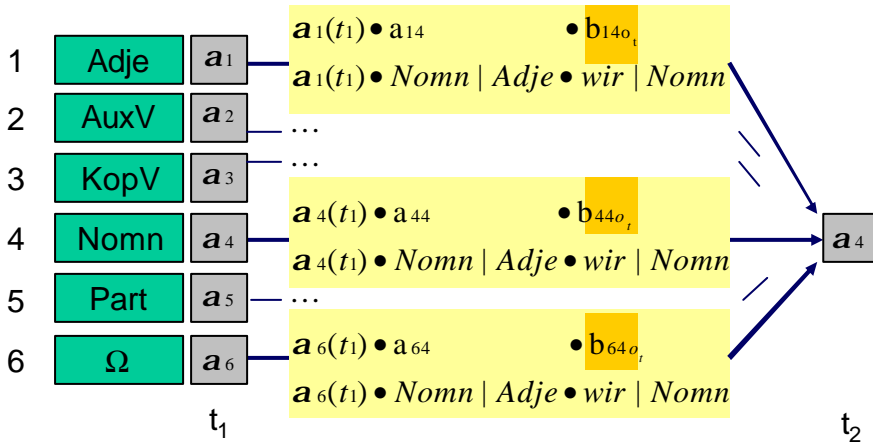 1 Adje a1 a1(t1) • a14 • b14ot
a1(t1) • Nomn | Adje • wir | Nomn
2 AuxV a2 ...
3 KopV a3 ...
4 Nomn a4 a4(t1) • a44 • b44ot a4
a4(t1) • Nomn | Adje • wir | Nomn
5 Part a5 ...
6 Ω a6 a6(t1) • a64 • b64ot
a6(t1) • Nomn | Adje • wir | Nomn
t1 t2